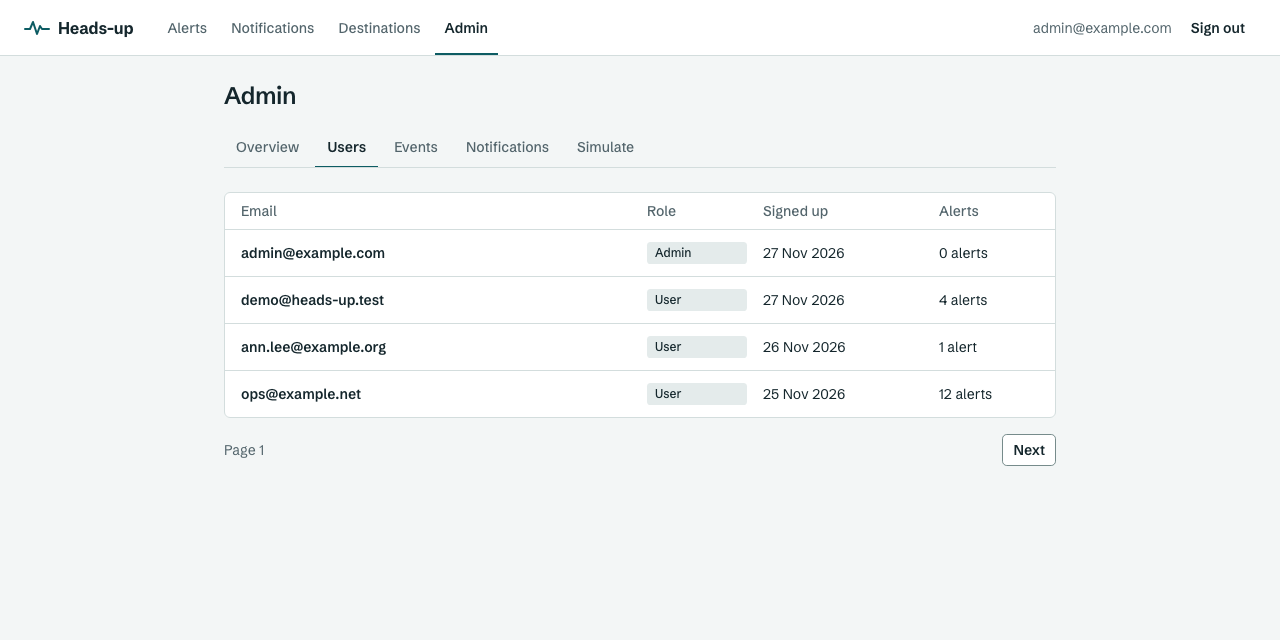 Heads-up Alerts Notifications Destinations Admin admin@example.com Sign out
Admin
Overview Users Events Notifications Simulate
Email Role Signed up Alerts
admin@example.com Admin 27 Nov 2026 0 alerts
demo@heads-up.test User 27 Nov 2026 4 alerts
ann.lee@example.org User 26 Nov 2026 1 alert
ops@example.net User 25 Nov 2026 12 alerts
Page 1 Next